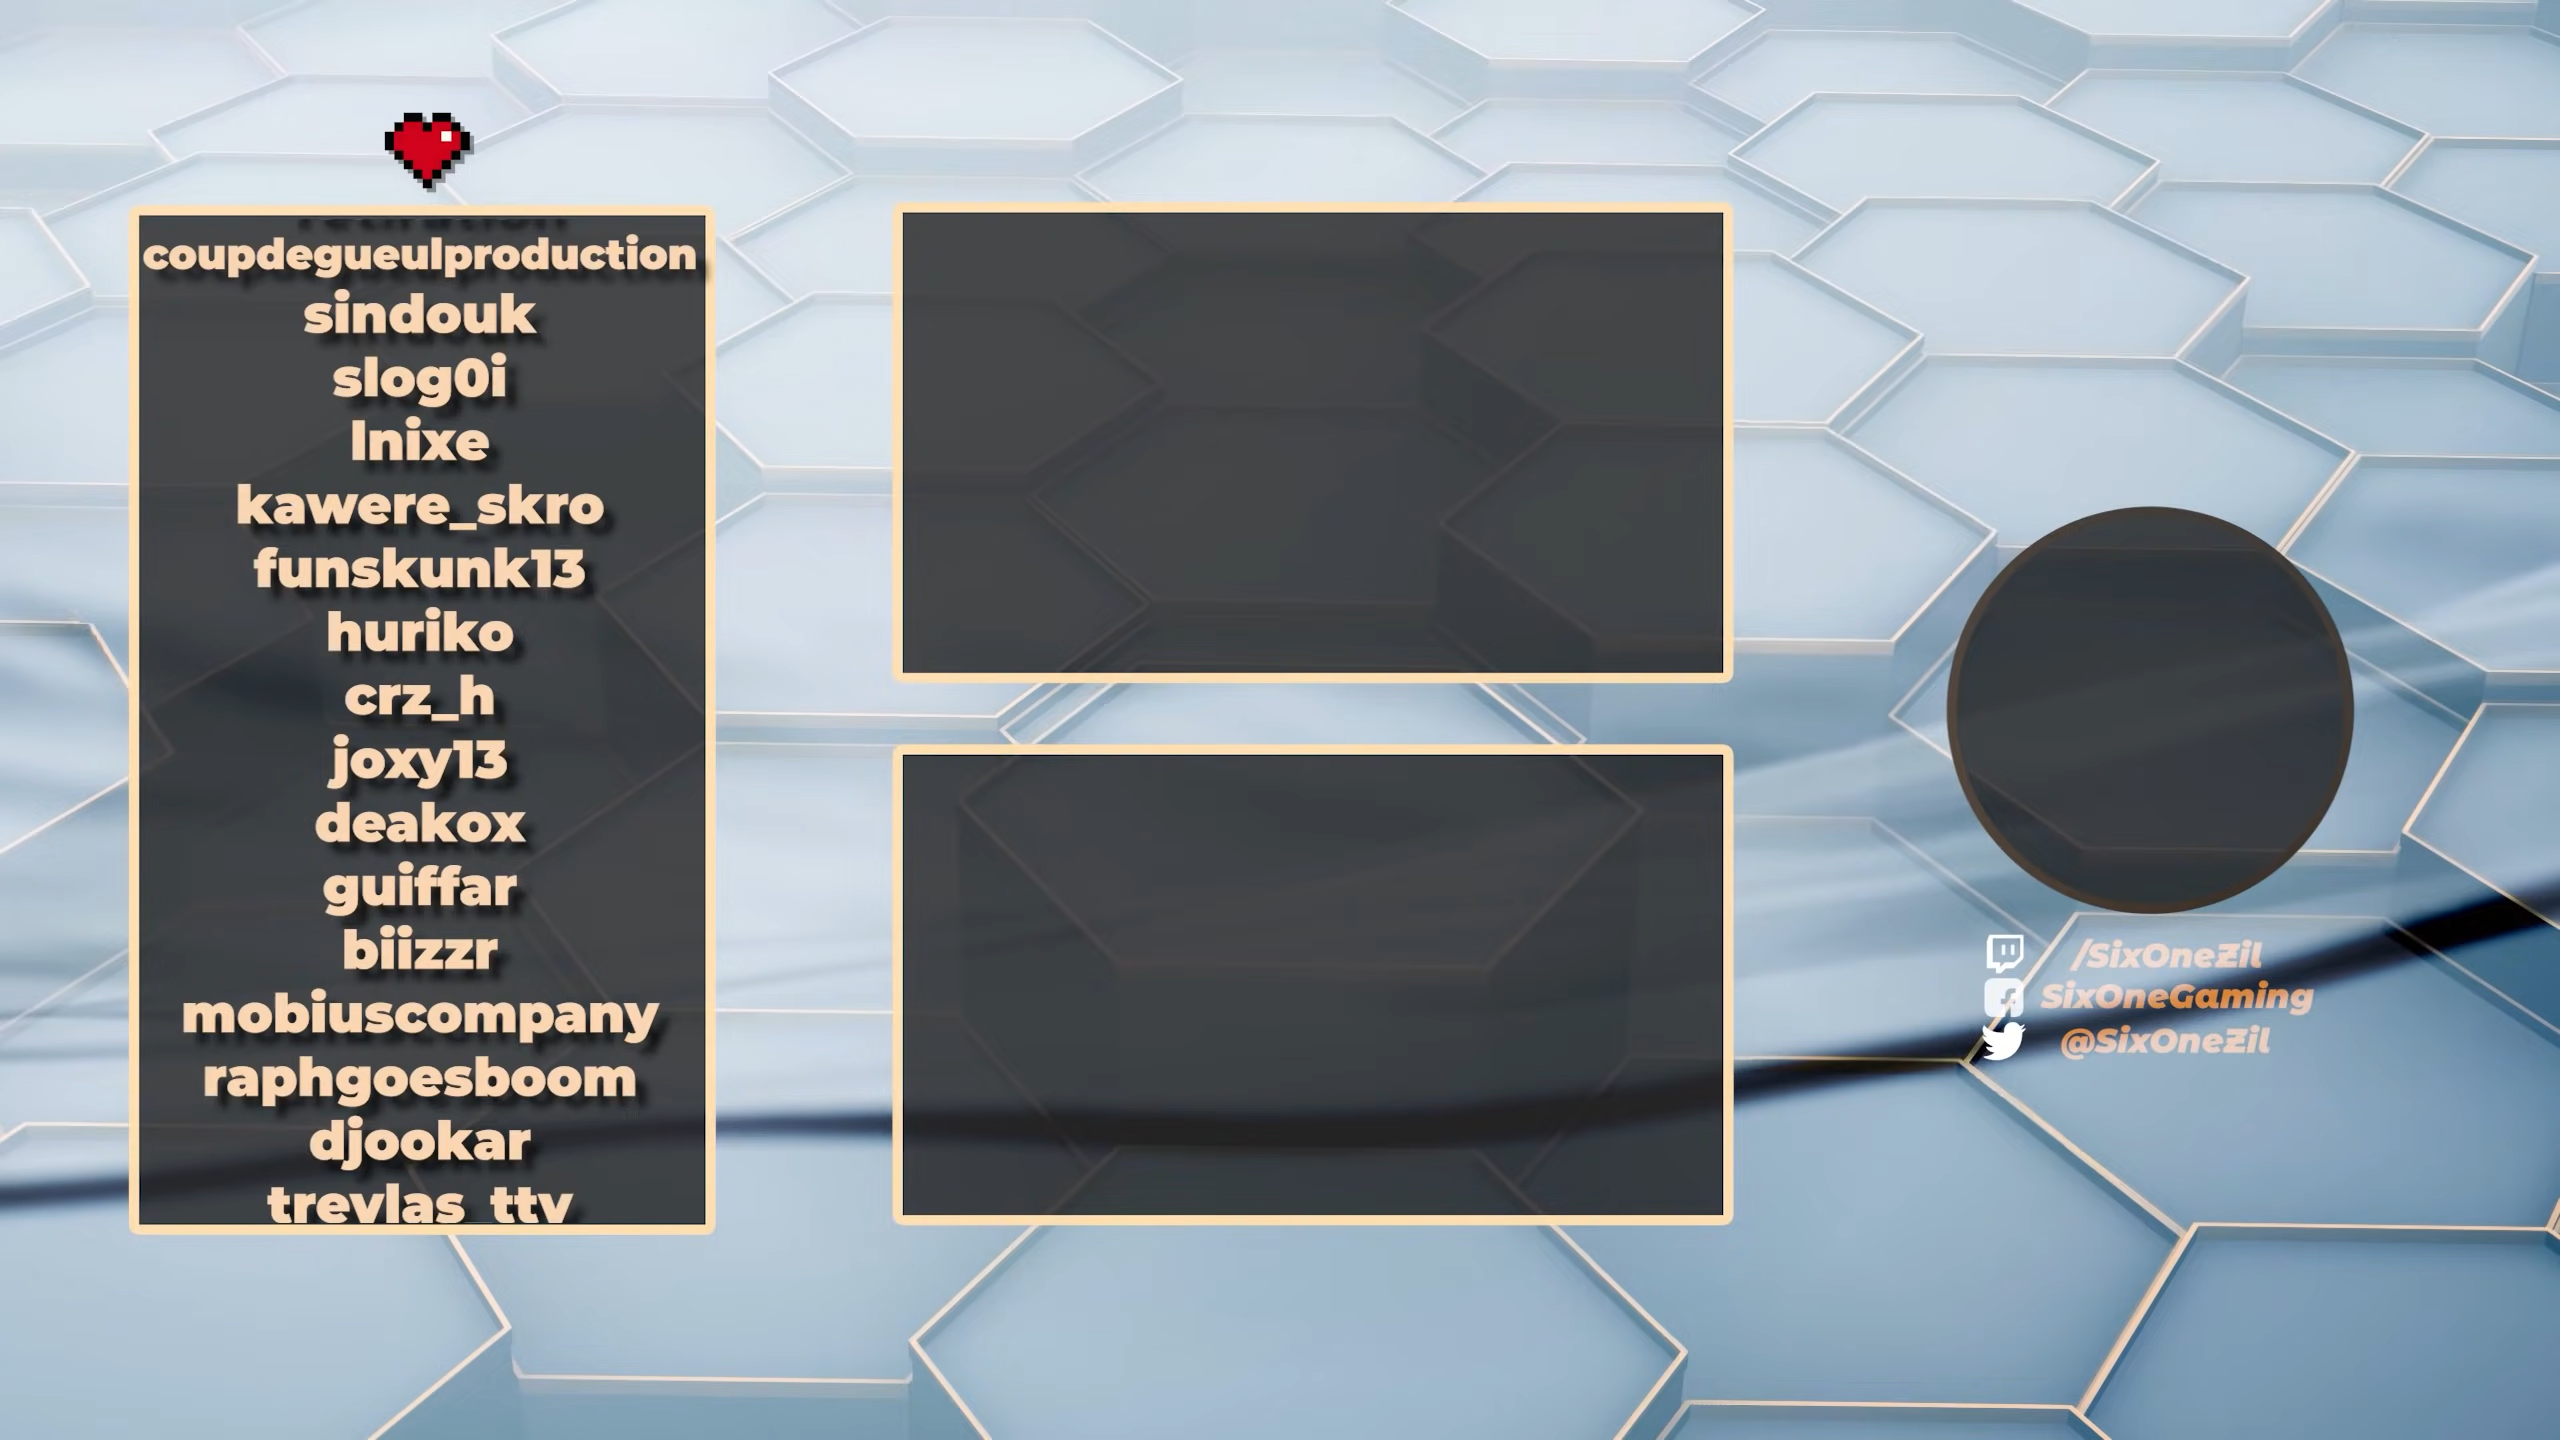 coupdegueulproduction
sindouk
slog0i
lnixe
kawere_skro
funskunk13
huriko
crz_h
joxy13
deakox
guiffar
biizzr
mobiuscompany
raphgoesboom
djookar
trevlas_ttv
/SixOneZil
SixOneGaming
@SixOneZil